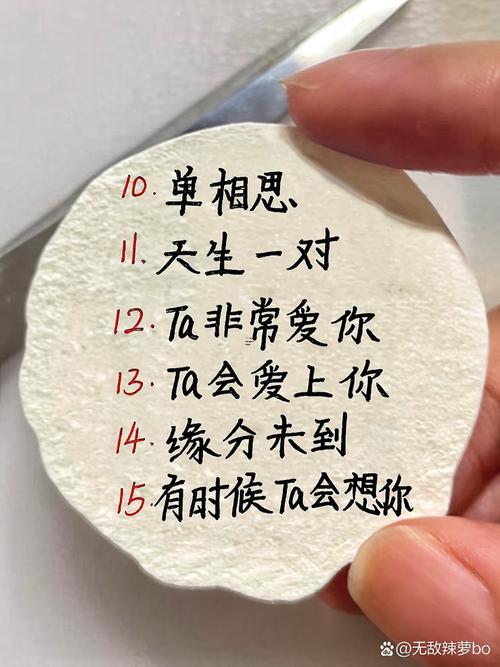 10. 单相思
11. 天生一对
12. Ta非常爱你
13. Ta会爱上你
14. 缘分未到
15. 有时候Ta会想你
@无敌辣萝bo